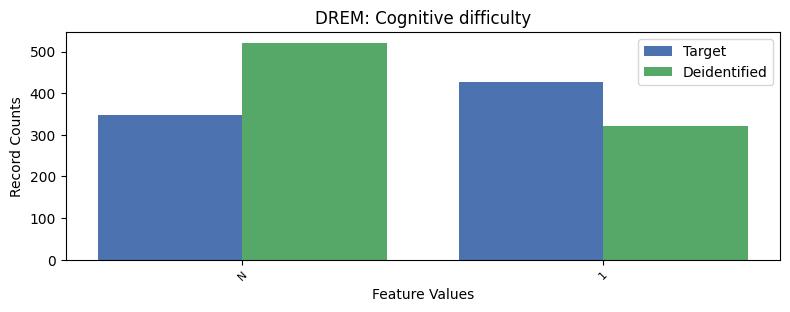 DREM: Cognitive difficulty
Target
Deidentified
Record Counts
500
400
300
200
100
0
N
1
Feature Values